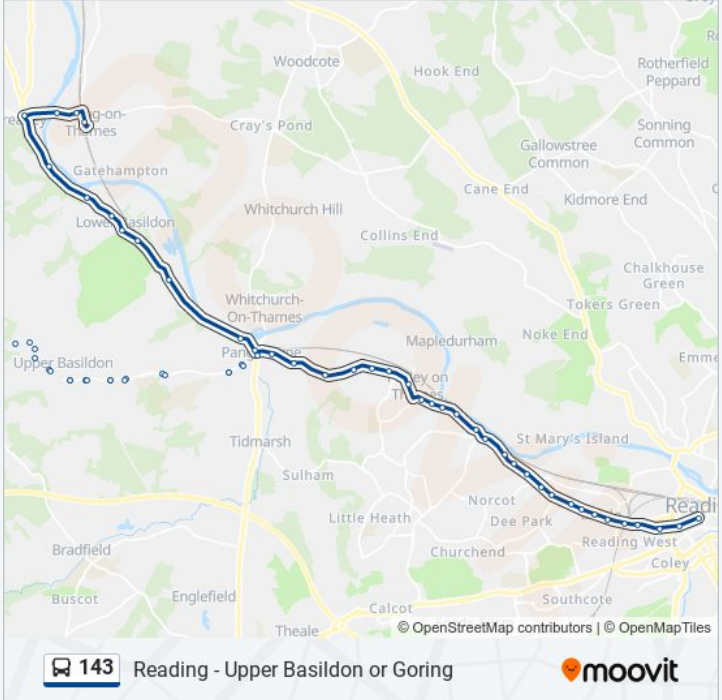 Woodcote
Hook End
Rotherfield
Peppard
Cray's Pond
Thames
Sonning
Common
Gallowstree
Common
Gatehampton
Cane End
Kidmore End
Whitchurch Hill
Collins End
Chalkhouse
Green
Whitchurch-
On-Thames
Tokers Green
Mapledurham
Noke End
Upper Basildon
St Mary's Island
Tidmarsh
Sulham
Norcot
Little Heath
Dee Park
Reading West
Bradfield
Churchend
Coley
Buscot
Englefield
Southcote
Calcot
Theale
© OpenStreetMap contributors | © OpenMapTiles
143 Reading - Upper Basildon or Goring
moovit